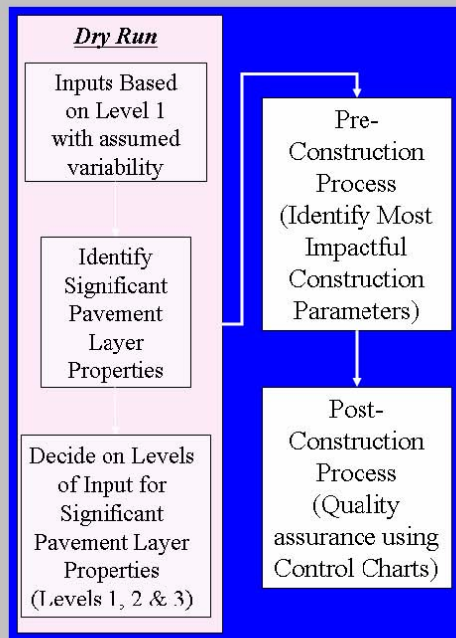 Dry Run
Inputs Based
on Level 1
with assumed
variability
Identify
Significant
Pavement
Layer
Properties
Decide on Levels
of Input for
Significant
Pavement Layer
Properties
(Levels 1, 2 & 3)
Pre-
Construction
Process
(Identify Most
Impactful
Construction
Parameters)
Post-
Construction
Process
(Quality
assurance using
Control Charts)